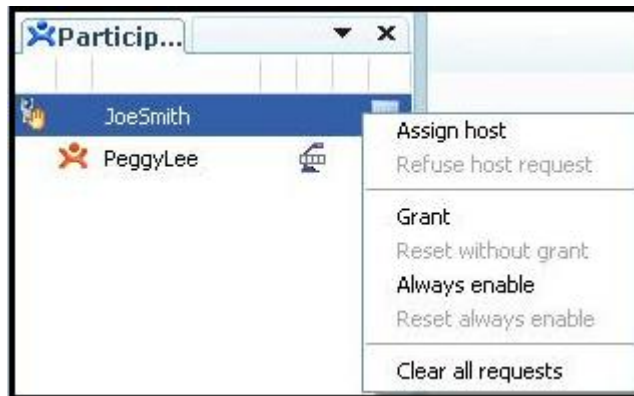 Particip...
JoeSmith
PeggyLee
Assign host
Refuse host request
Grant
Reset without grant
Always enable
Reset always enable
Clear all requests